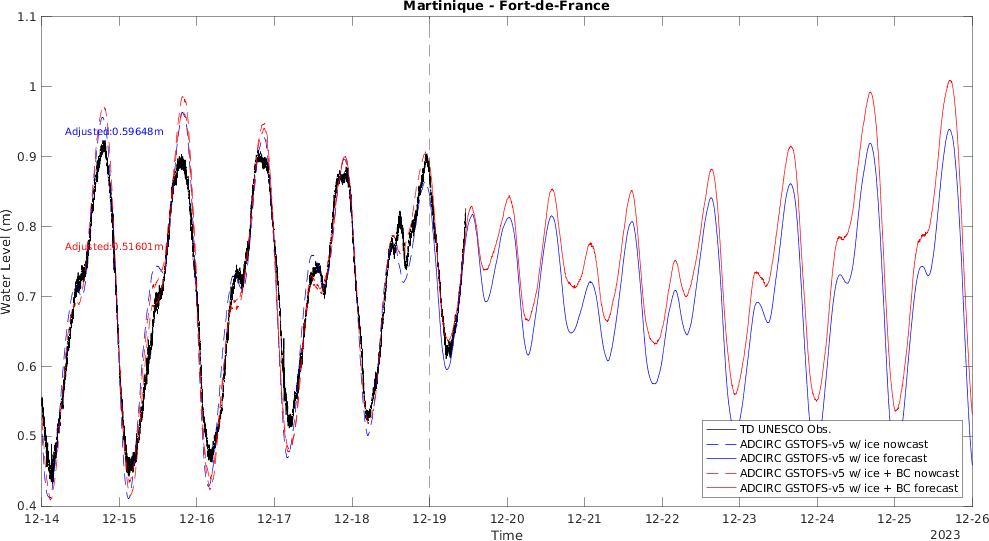 Martinique - Fort-de-France
1.1
1
0.9
0.8
0.7
0.6
0.5
0.4
Water Level (m)
Adjusted:0.59648m
Adjusted:0.51601m
TD UNESCO Obs.
ADCIRC GSTOFS-v5 w/ ice nowcast
ADCIRC GSTOFS-v5 w/ ice forecast
ADCIRC GSTOFS-v5 w/ ice + BC nowcast
ADCIRC GSTOFS-v5 w/ ice + BC forecast
12-14 12-15 12-16 12-17 12-18 12-19 12-20 12-21 12-22 12-23 12-24 12-25 12-26
Time
2023